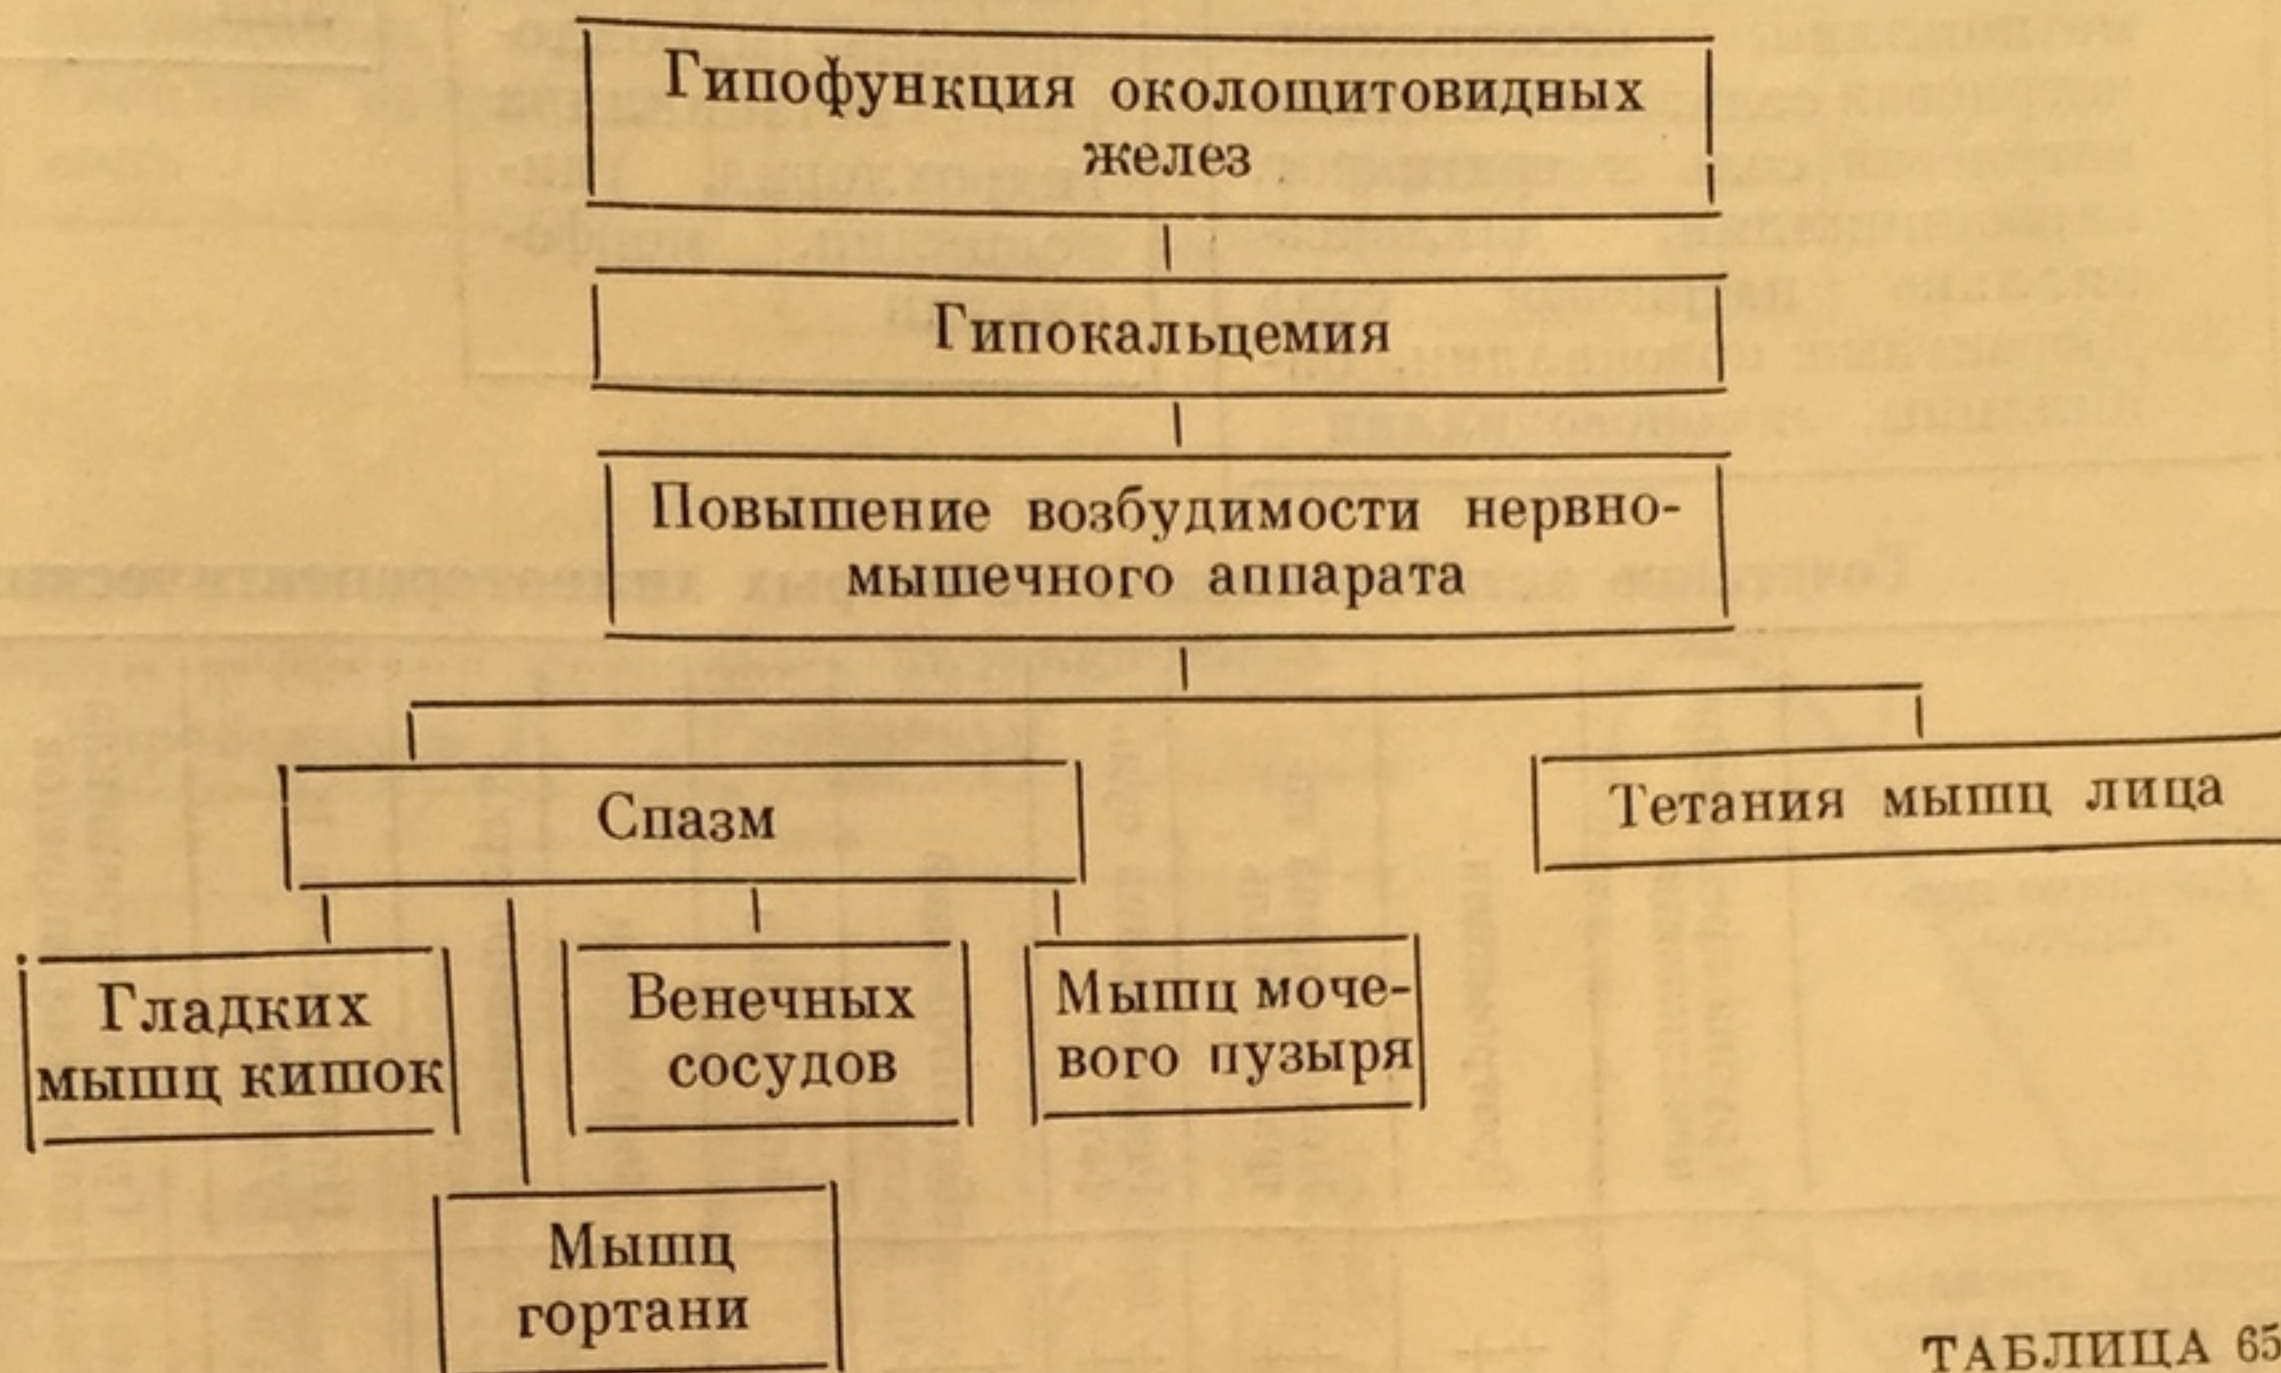 Гипофункция околощитовидных
желез
Гипокальцемия
Повышение возбудимости нервно-
мышечного аппарата
Спазм
Тетания мышц лица
Гладких
мышц кишок
Венечных
сосудов
Мышц моче-
вого пузыря
Мышц
гортани
ТАБЛИЦА 65